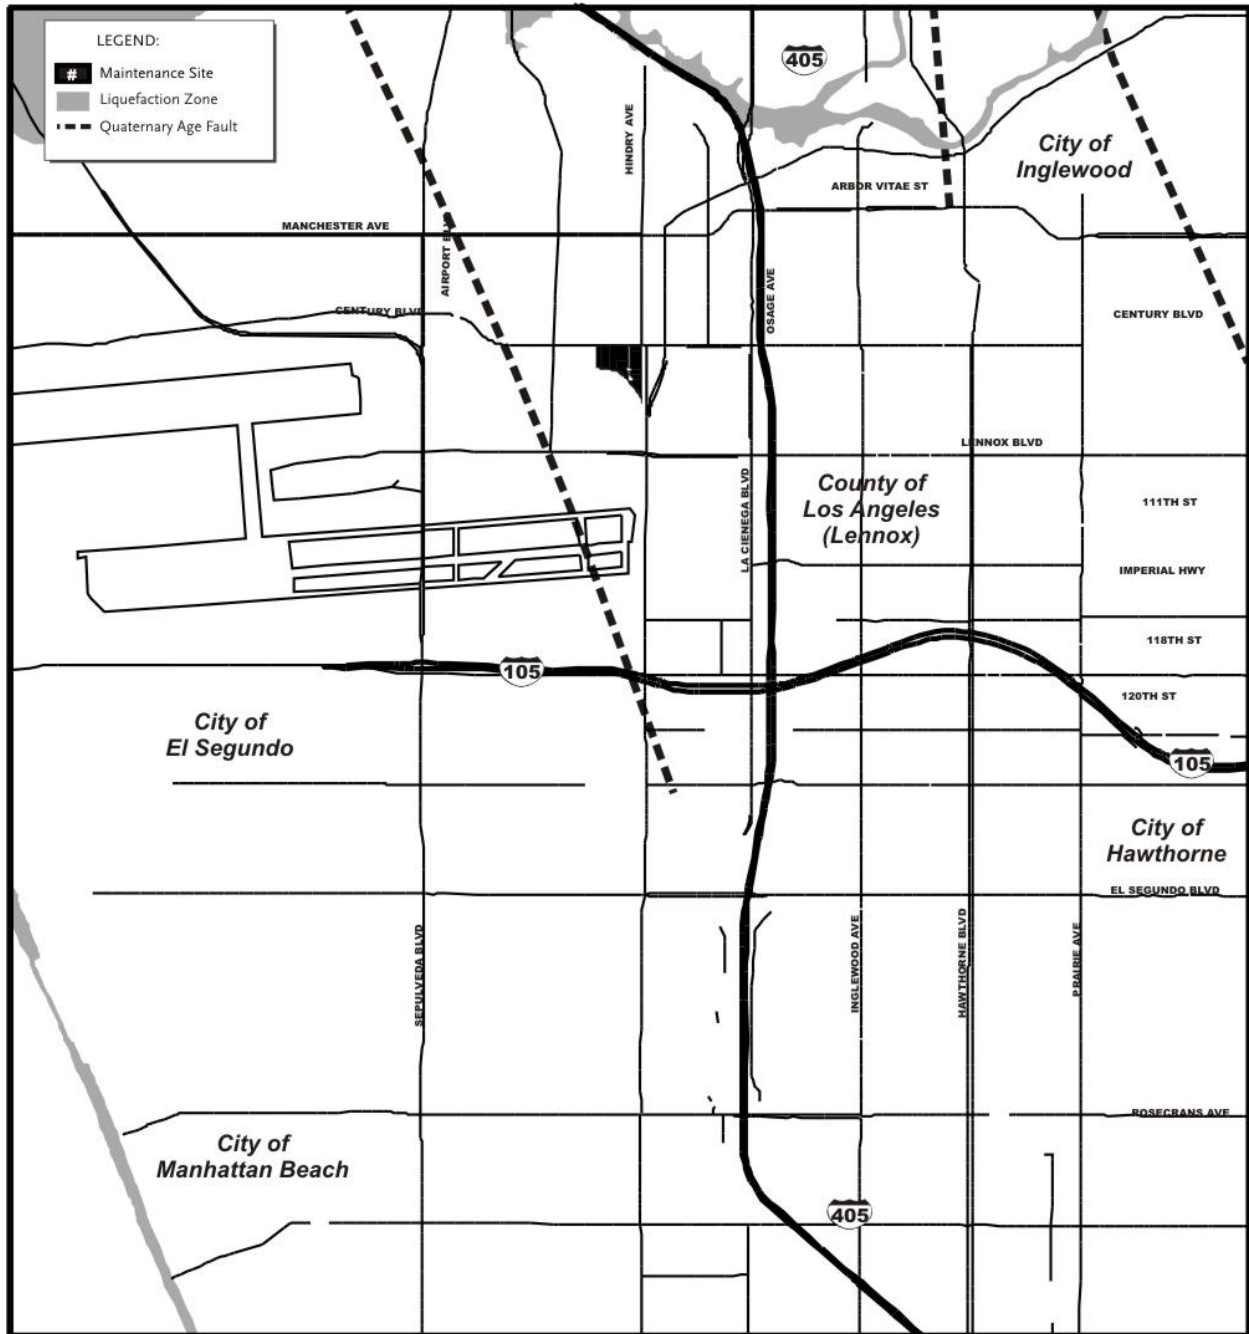 LEGEND:
# Maintenance Site
Liquefaction Zone
Quaternary Age Fault
405
HINDRY AVE
City of
Inglewood
ARBOR VITAE ST
MANCHESTER AVE
AIRPORT BLVD
OSAGE AVE
CENTURY BLVD
CENTURY BLVD
LENNOX BLVD
County of
Los Angeles
(Lennox)
LA CIENEGA BLVD
111TH ST
IMPERIAL HWY
118TH ST
105
120TH ST
City of
El Segundo
105
City of
Hawthorne
EL SEGUNDO BLVD
SEPULVEDA BLVD
INGLEWOOD AVE
HAWTHORNE BLVD
PRAIRIE AVE
ROSECRANS AVE
City of
Manhattan Beach
405